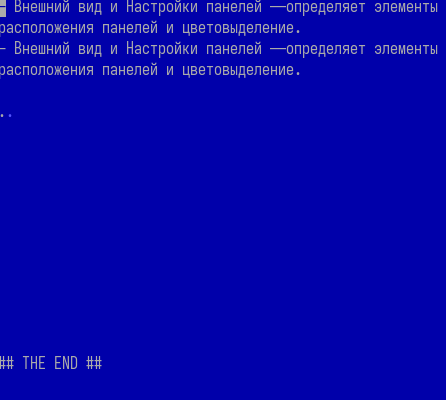 - Внешний вид и Настройки панелей ——определяет элементы
расположения панелей и цветовыделение.
- Внешний вид и Настройки панелей ——определяет элементы
расположения панелей и цветовыделение.
..
## THE END ##